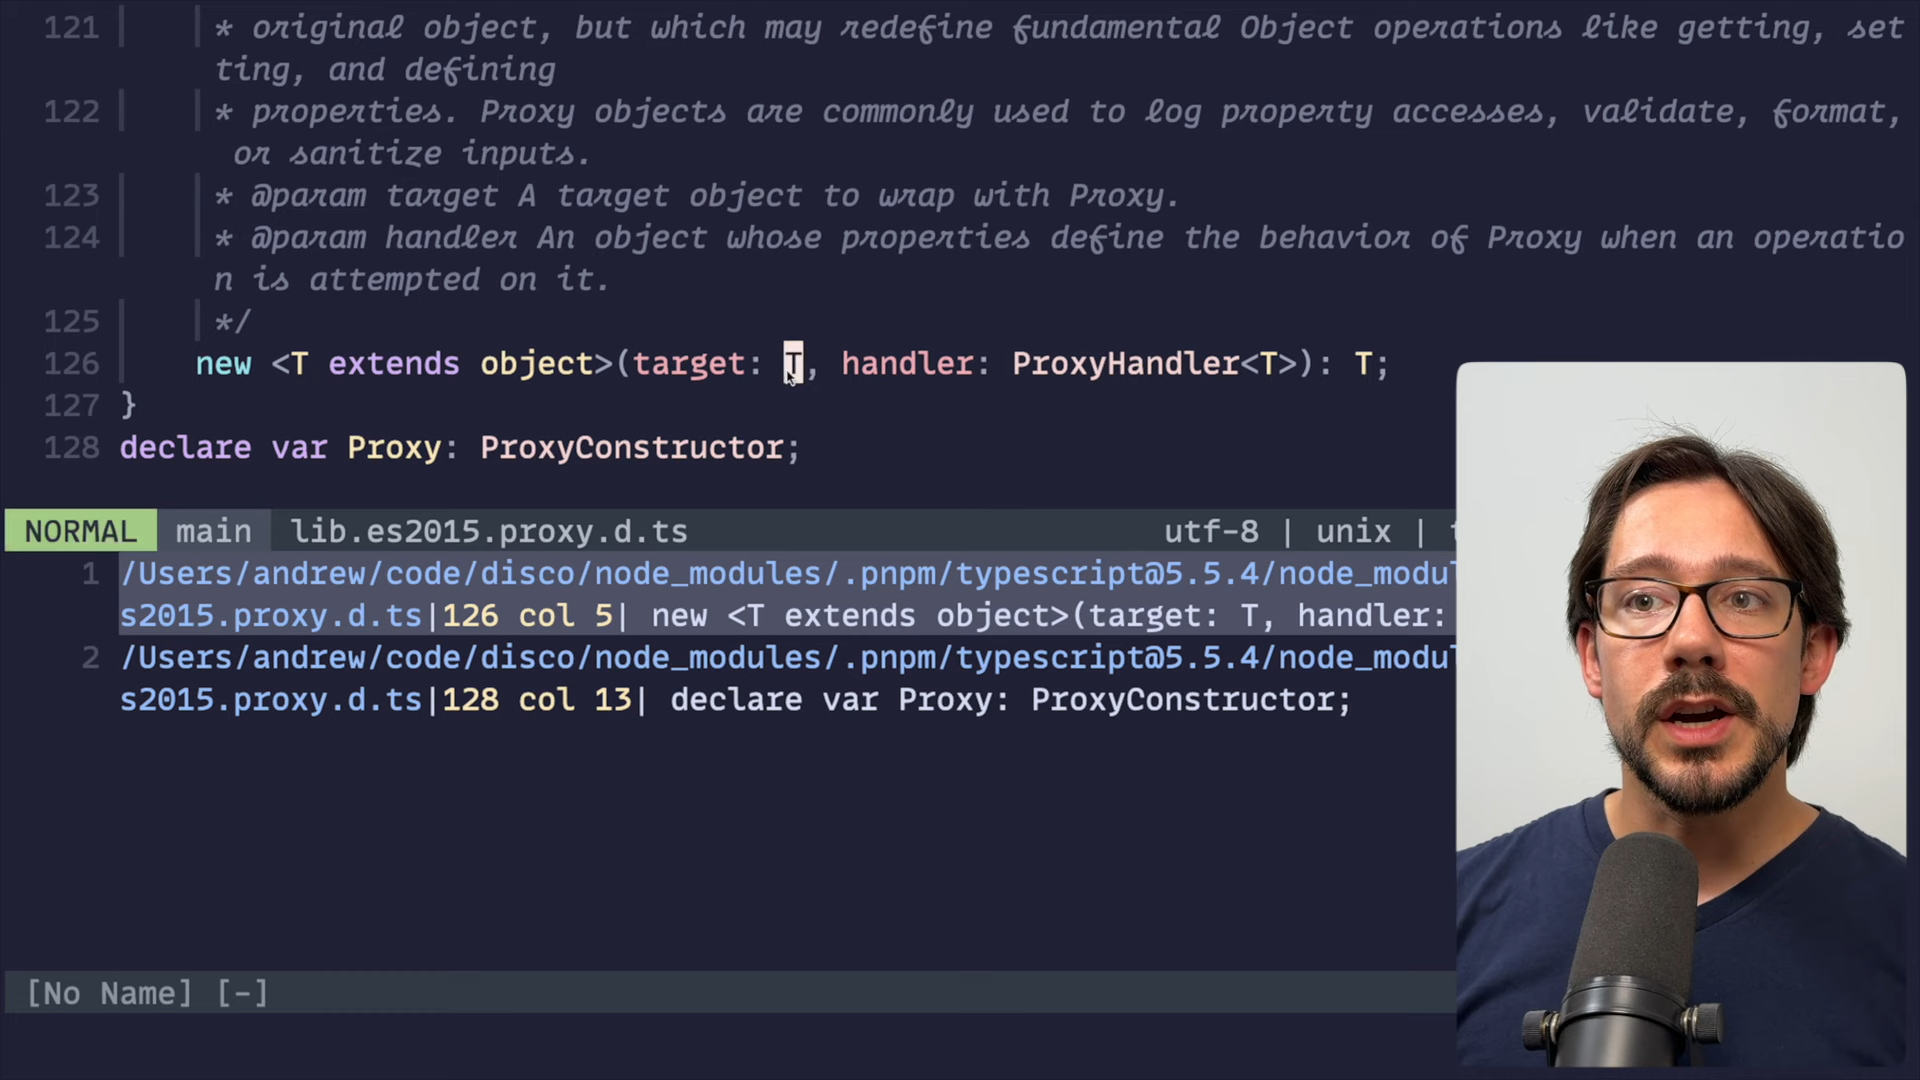 121 * original object, but which may redefine fundamental Object operations like getting, set
ting, and defining
122 * properties. Proxy objects are commonly used to log property accesses, validate, format,
or sanitize inputs.
123 * @param target A target object to wrap with Proxy.
124 * @param handler An object whose properties define the behavior of Proxy when an operatio
n is attempted on it.
125 */
126 new <T extends object>(target: T, handler: ProxyHandler<T>): T;
127 }
128 declare var Proxy: ProxyConstructor;
NORMAL main lib.es2015.proxy.d.ts utf-8 | unix |
1 /Users/andrew/code/disco/node_modules/.pnpm/typescript@5.5.4/node_modul
s2015.proxy.d.ts|126 col 5| new <T extends object>(target: T, handler:
2 /Users/andrew/code/disco/node_modules/.pnpm/typescript@5.5.4/node_modul
s2015.proxy.d.ts|128 col 13| declare var Proxy: ProxyConstructor;
[No Name] [-]